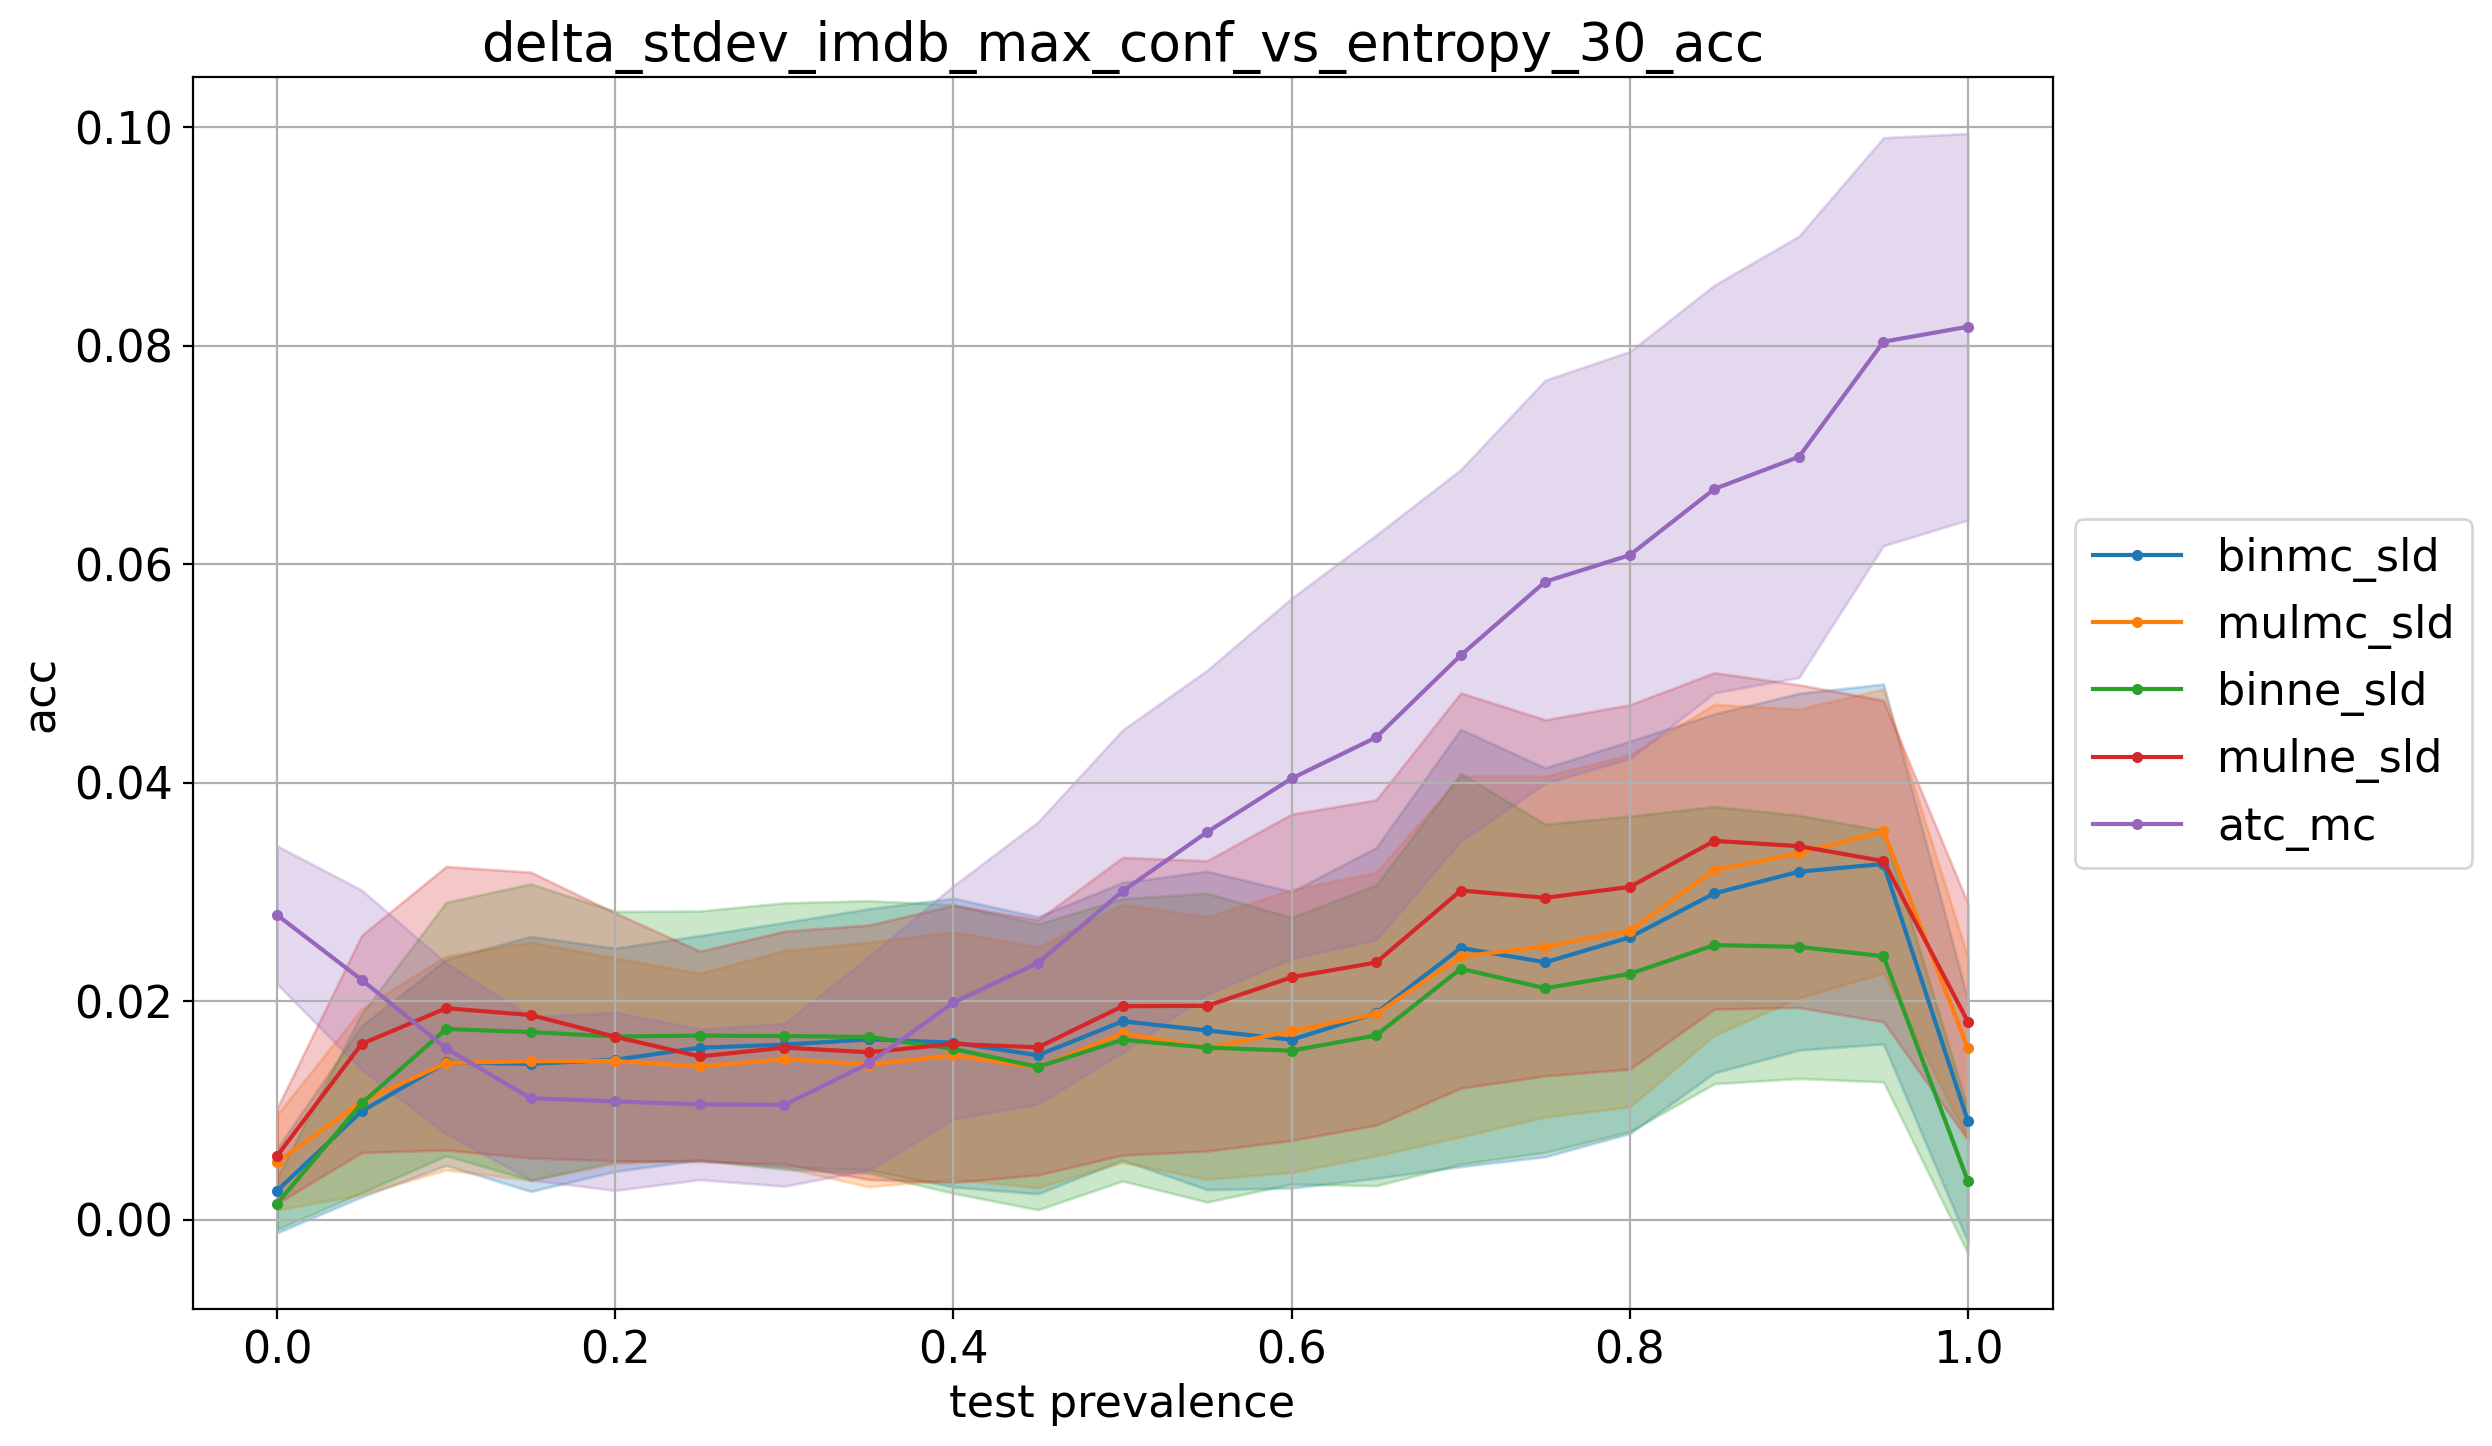 delta_stdev_imdb_max_conf_vs_entropy_30_acc
0.10
0.08
0.06
0.04
0.02
0.00
acc
0.0 0.2 0.4 0.6 0.8 1.0
test prevalence
binmc_sld
mulmc_sld
binne_sld
mulne_sld
atc_mc